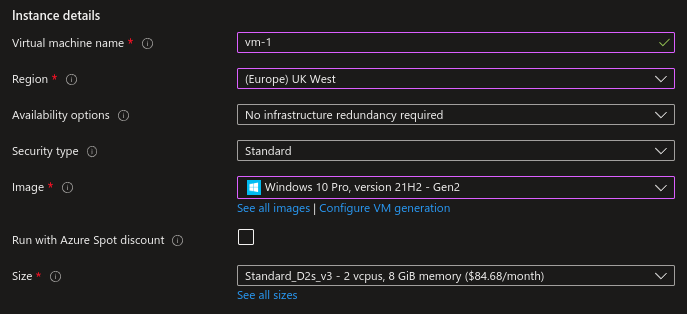 Instance details
Virtual machine name * vm-1
Region * (Europe) UK West
Availability options No infrastructure redundancy required
Security type Standard
Image * Windows 10 Pro, version 21H2 - Gen2
See all images | Configure VM generation
Run with Azure Spot discount
Size * Standard_D2s_v3 - 2 vcpus, 8 GiB memory ($84.68/month)
See all sizes